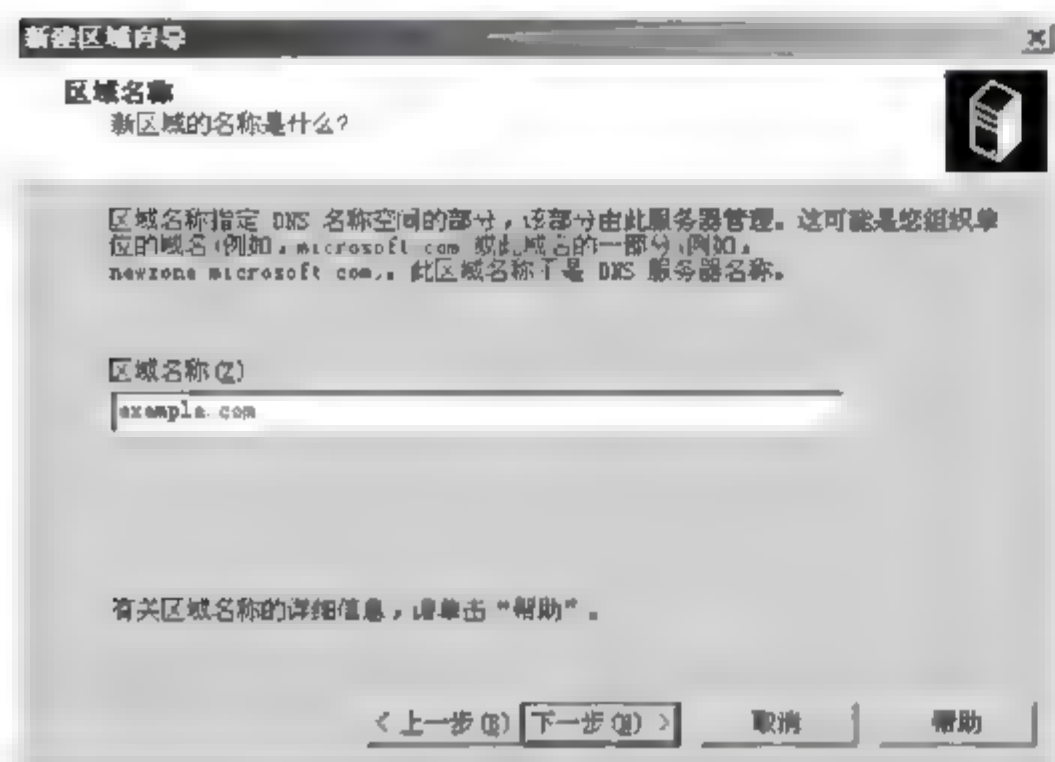 新建区域向导
区域名称
新区域的名称是什么?
区域名称指定 DNS 名称空间的部分，该部分由此服务器管理。这可能是您组织单
位的域名(例如，microsoft com 或此域名的一部分(例如，
newzone microsoft com)。此区域名称不是 DNS 服务器名称。
区域名称(Z)
example.com
有关区域名称的详细信息，请单击“帮助”。
< 上一步(B) 下一步(N) > 取消 帮助